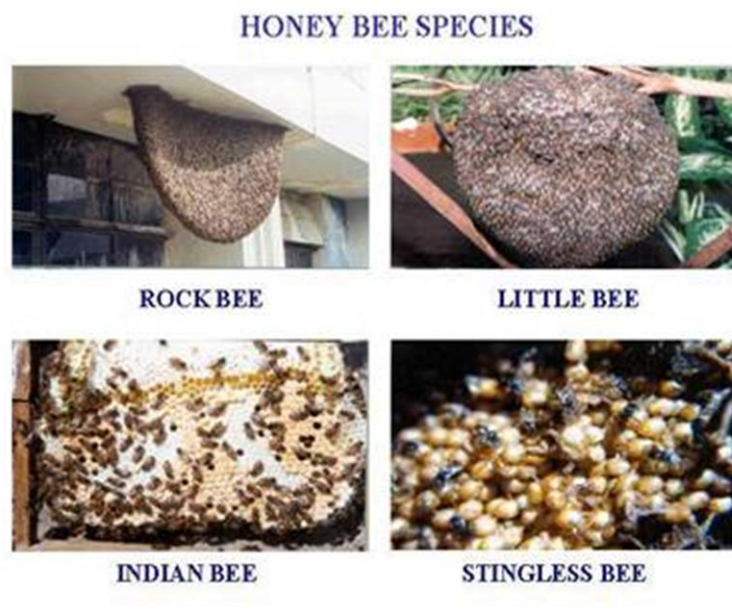 HONEY BEE SPECIES
ROCK BEE
LITTLE BEE
INDIAN BEE
STINGLESS BEE